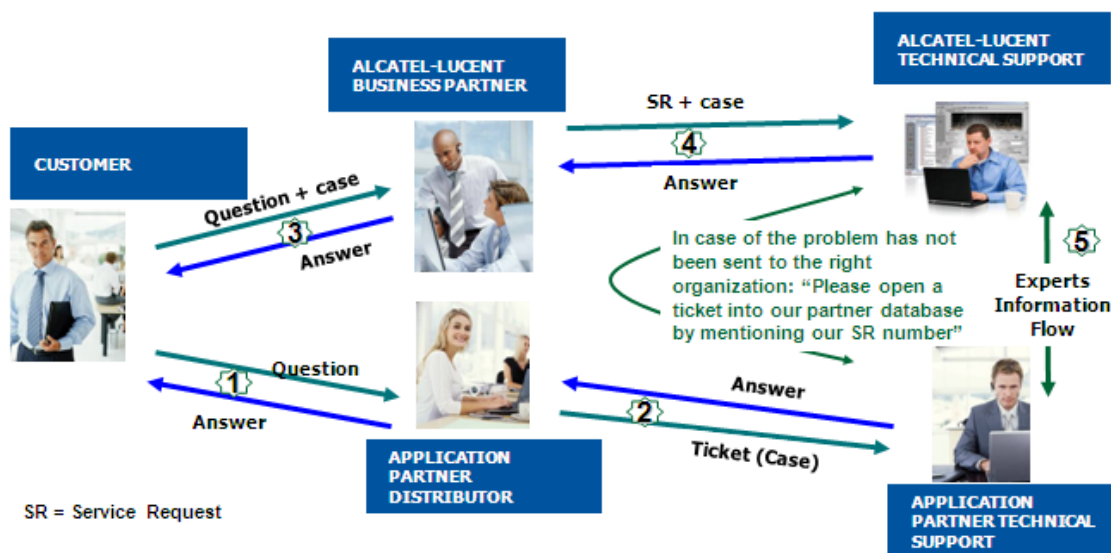 ALCATEL-LUCENT
BUSINESS PARTNER
ALCATEL-LUCENT
TECHNICAL SUPPORT
CUSTOMER
SR + case
4
Answer
Question + case
3
Answer
In case of the problem has not
been sent to the right
organization: “Please open a
ticket into our partner database
by mentioning our SR number”
5
Experts
Information
Flow
Question
1
Answer
Answer
2
Ticket (Case)
APPLICATION
PARTNER
DISTRIBUTOR
APPLICATION
PARTNER TECHNICAL
SUPPORT
SR = Service Request